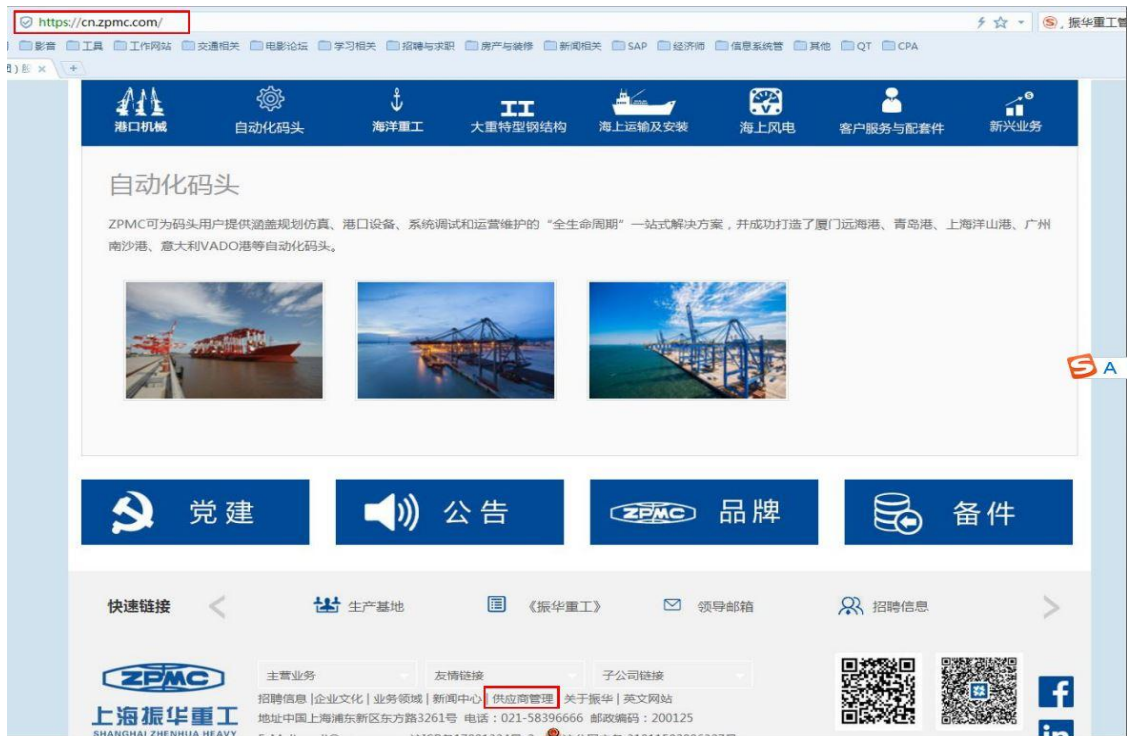 https://cn.zpmc.com/
振华重工管
影音 工具 工作网站 交通相关 电影论坛 学习相关 招聘与求职 房产与装修 新闻相关 SAP 经济师 信息系统管 其他 QT CPA
港口机械 自动化码头 海洋重工 大重特型钢结构 海上运输及安装 海上风电 客户服务与配套件 新兴业务
自动化码头
ZPMC可为码头用户提供涵盖规划仿真、港口设备、系统调试和运营维护的“全生命周期”一站式解决方案，并成功打造了厦门远海港、青岛港、上海洋山港、广州
南沙港、意大利VADO港等自动化码头。
S A
党建 公告 ZPMC 品牌 备件
快速链接 生产基地 《振华重工》 领导邮箱 招聘信息
ZPMC
主营业务 友情链接 子公司链接
招聘信息 |企业文化 | 业务领域 | 新闻中心 | 供应商管理 | 关于振华 | 英文网站
上海振华重工
地址中国上海浦东新区东方路3261号 电话：021-58396666 邮政编码：200125
SHANGHAI ZHENHUA HEAVY
f
in